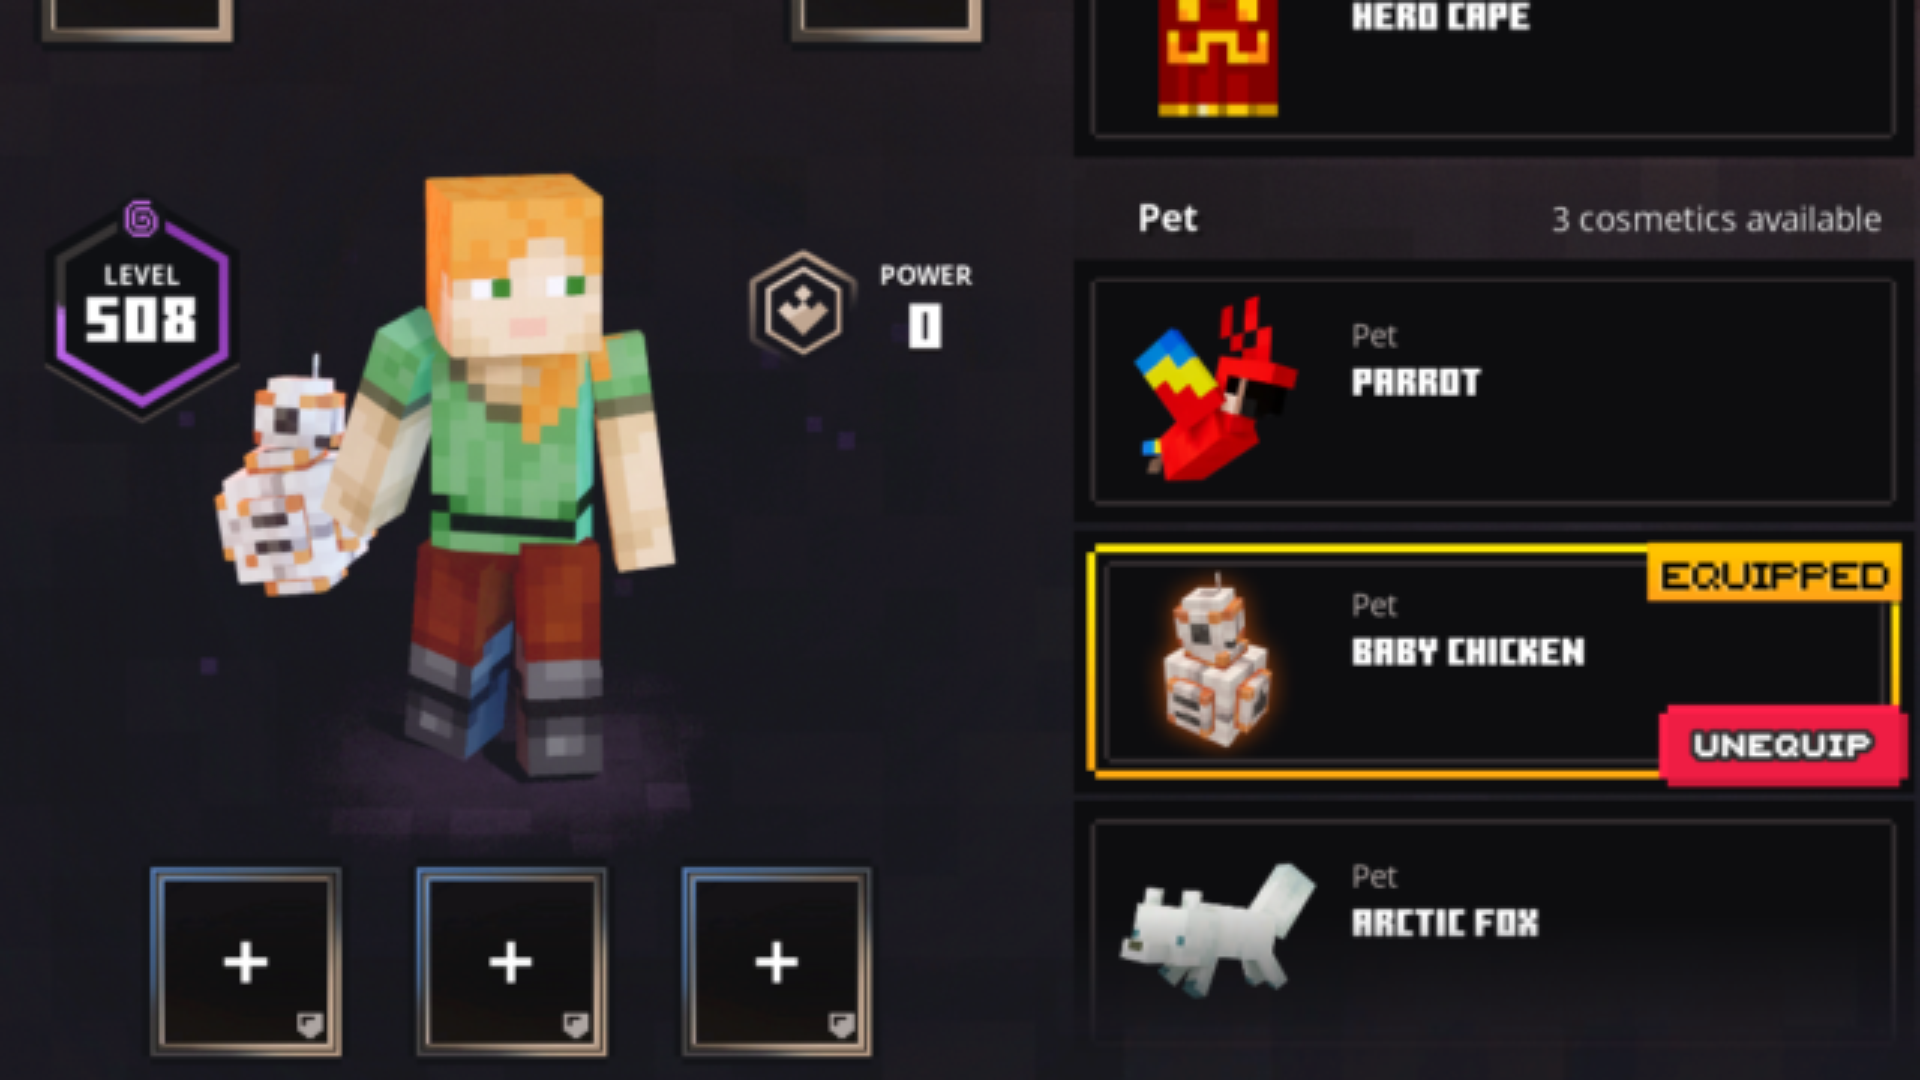 HERO CAPE
Pet
3 cosmetics available
LEVEL
508
POWER
0
Pet
PARROT
EQUIPPED
Pet
BABY CHICKEN
UNEQUIP
Pet
ARCTIC FOX